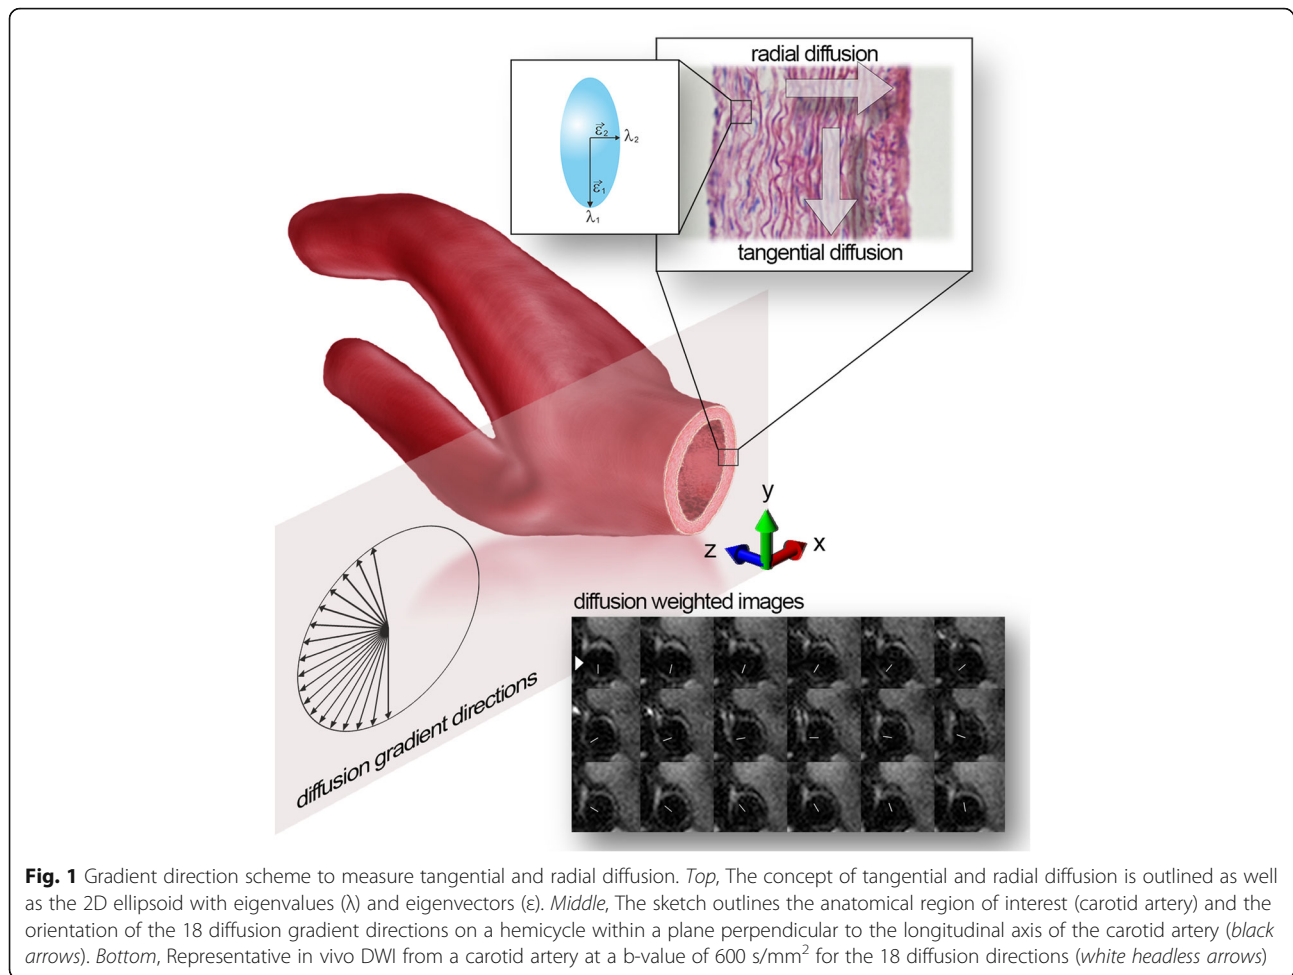 radial diffusion
ε⃗₂ λ₂
ε⃗₁
λ₁
tangential diffusion
y
z x
diffusion weighted images
diffusion gradient directions
Fig. 1 Gradient direction scheme to measure tangential and radial diffusion. Top, The concept of tangential and radial diffusion is outlined as well
as the 2D ellipsoid with eigenvalues (λ) and eigenvectors (ε). Middle, The sketch outlines the anatomical region of interest (carotid artery) and the
orientation of the 18 diffusion gradient directions on a hemicycle within a plane perpendicular to the longitudinal axis of the carotid artery (black
arrows). Bottom, Representative in vivo DWI from a carotid artery at a b-value of 600 s/mm² for the 18 diffusion directions (white headless arrows)